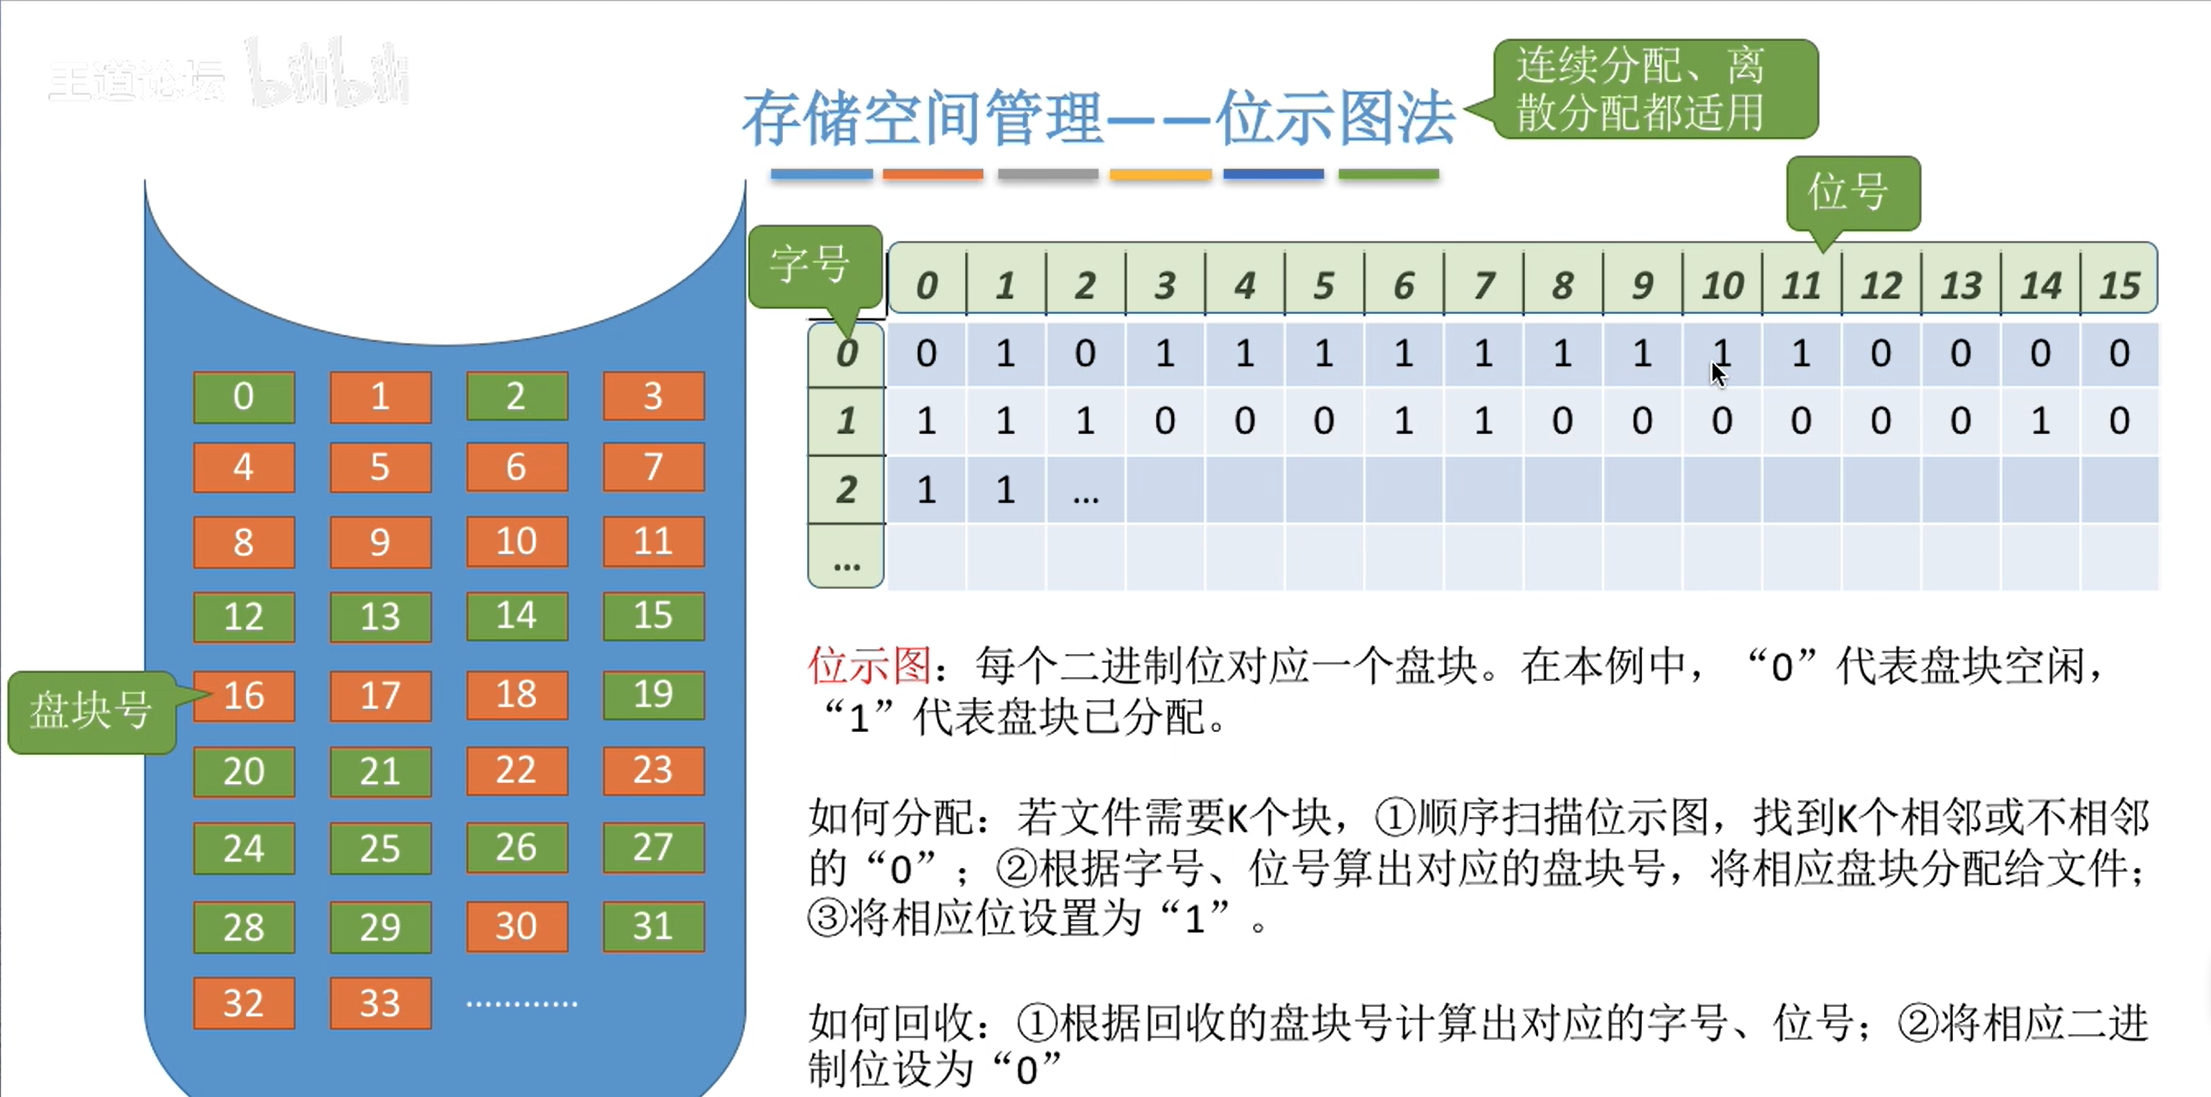 王道论坛 bilibili
存储空间管理——位示图法
连续分配、离
散分配都适用
位号
字号
0 1 2 3 4 5 6 7 8 9 10 11 12 13 14 15
0 0 1 0 1 1 1 1 1 1 1 1 1 0 0 0 0
1 1 1 1 0 0 0 1 1 0 0 0 0 0 0 1 0
2 1 1 ...
...
0 1 2 3
4 5 6 7
8 9 10 11
12 13 14 15
盘块号
16 17 18 19
20 21 22 23
24 25 26 27
28 29 30 31
32 33 …………
位示图：每个二进制位对应一个盘块。在本例中，“0”代表盘块空闲，
“1”代表盘块已分配。
如何分配：若文件需要K个块，①顺序扫描位示图，找到K个相邻或不相邻
的“0”；②根据字号、位号算出对应的盘块号，将相应盘块分配给文件；
③将相应位设置为“1”。
如何回收：①根据回收的盘块号计算出对应的字号、位号；②将相应二进
制位设为“0”